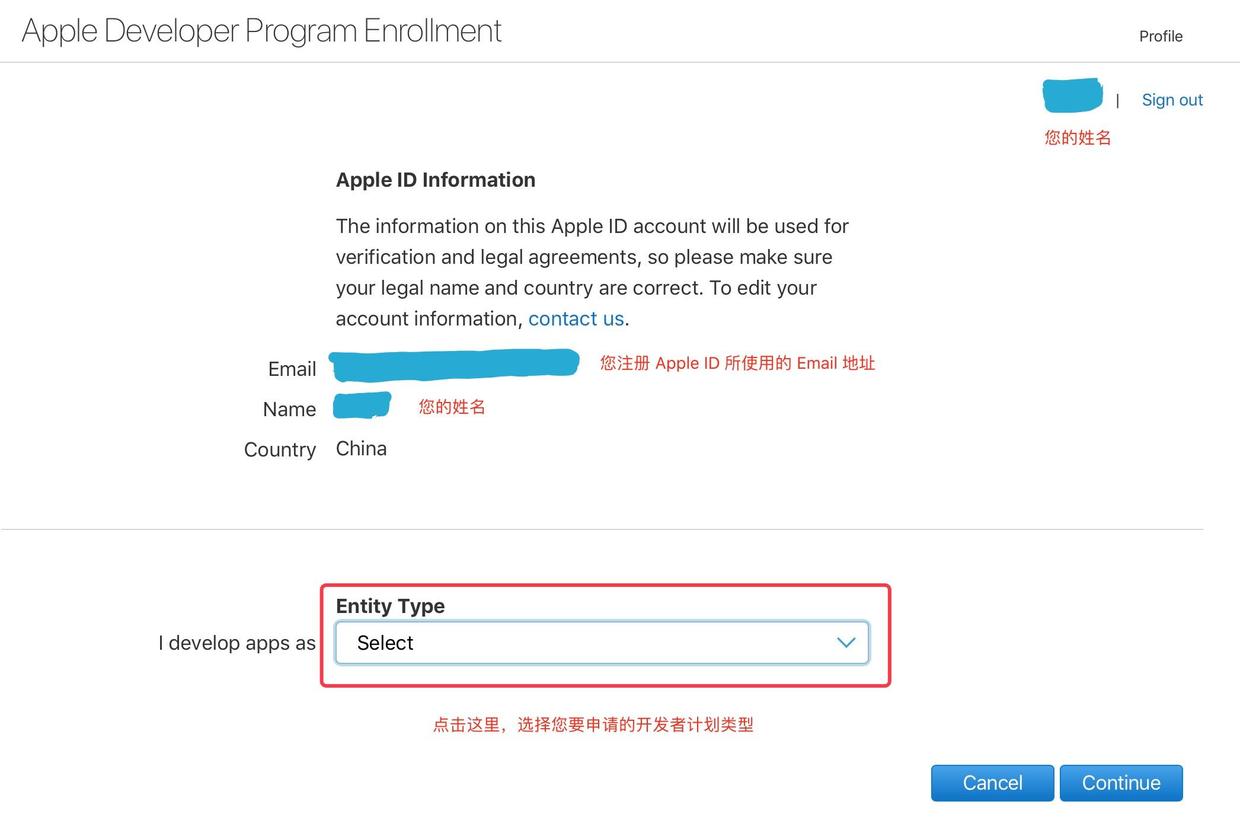 Apple Developer Program Enrollment
Profile
| Sign out
您的姓名
Apple ID Information
The information on this Apple ID account will be used for
verification and legal agreements, so please make sure
your legal name and country are correct. To edit your
account information, contact us.
Email 您注册 Apple ID 所使用的 Email 地址
Name 您的姓名
Country China
Entity Type
I develop apps as Select
点击这里，选择您要申请的开发者计划类型
Cancel Continue